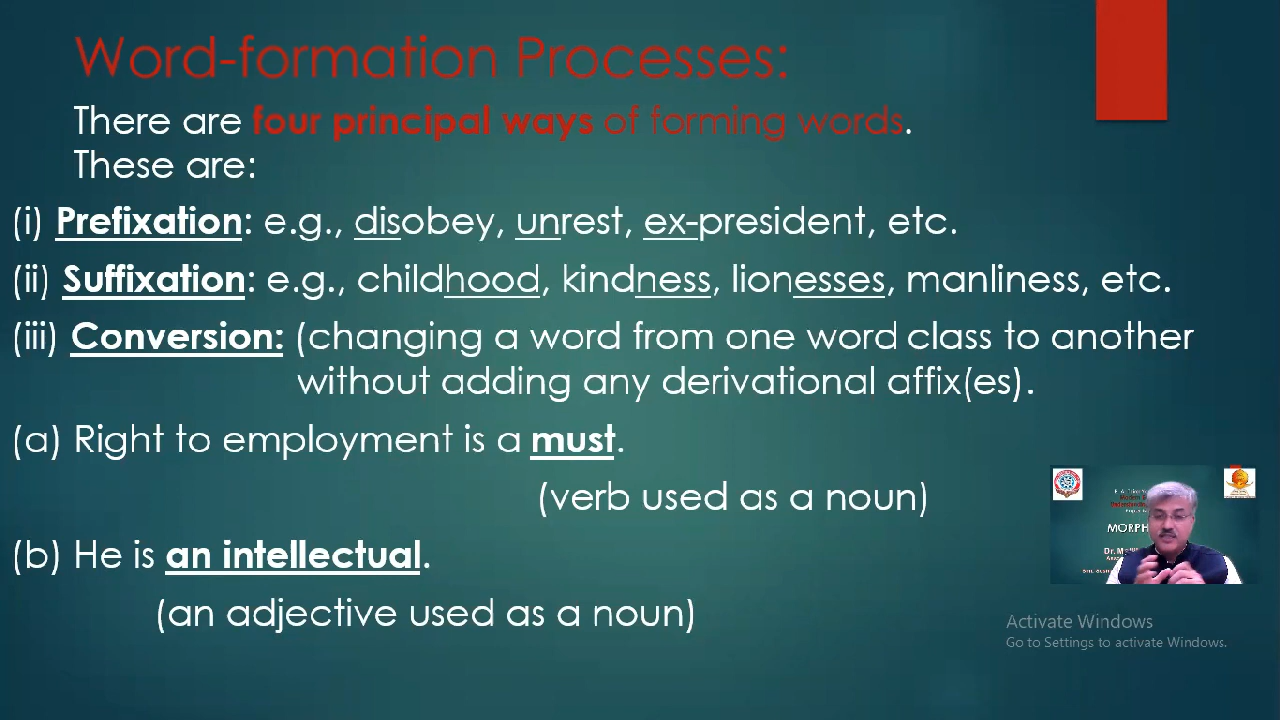 Word-formation Processes:
There are four principal ways of forming words.
These are:
(i) Prefixation: e.g., disobey, unrest, ex-president, etc.
(ii) Suffixation: e.g., childhood, kindness, lionesses, manliness, etc.
(iii) Conversion: (changing a word from one word class to another
without adding any derivational affix(es).
(a) Right to employment is a must.
(verb used as a noun)
(b) He is an intellectual.
(an adjective used as a noun)
MORPH
Dr.
Activate Windows
Go to Settings to activate Windows.